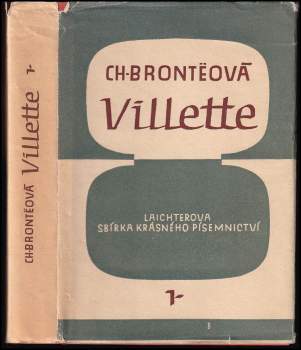 CH·BRONTËOVÁ
Villette
1·
CH·BRONTËOVÁ
Villette
LAICHTEROVA
SBÍRKA KRÁSNÉHO PÍSEMNICTVÍ
1·